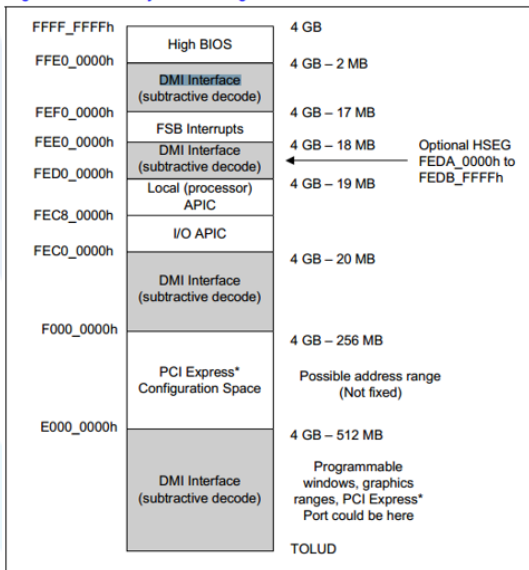 FFFF_FFFFh
4 GB
High BIOS
FFE0_0000h
4 GB – 2 MB
DMI Interface
(subtractive decode)
FEF0_0000h
4 GB – 17 MB
FSB Interrupts
FEE0_0000h
4 GB – 18 MB
DMI Interface
(subtractive decode)
Optional HSEG
FEDA_0000h to
FEDB_FFFFh
FED0_0000h
4 GB – 19 MB
Local (processor)
APIC
FEC8_0000h
I/O APIC
FEC0_0000h
4 GB – 20 MB
DMI Interface
(subtractive decode)
F000_0000h
4 GB – 256 MB
PCI Express*
Configuration Space
Possible address range
(Not fixed)
E000_0000h
4 GB – 512 MB
DMI Interface
(subtractive decode)
Programmable
windows, graphics
ranges, PCI Express*
Port could be here
TOLUD